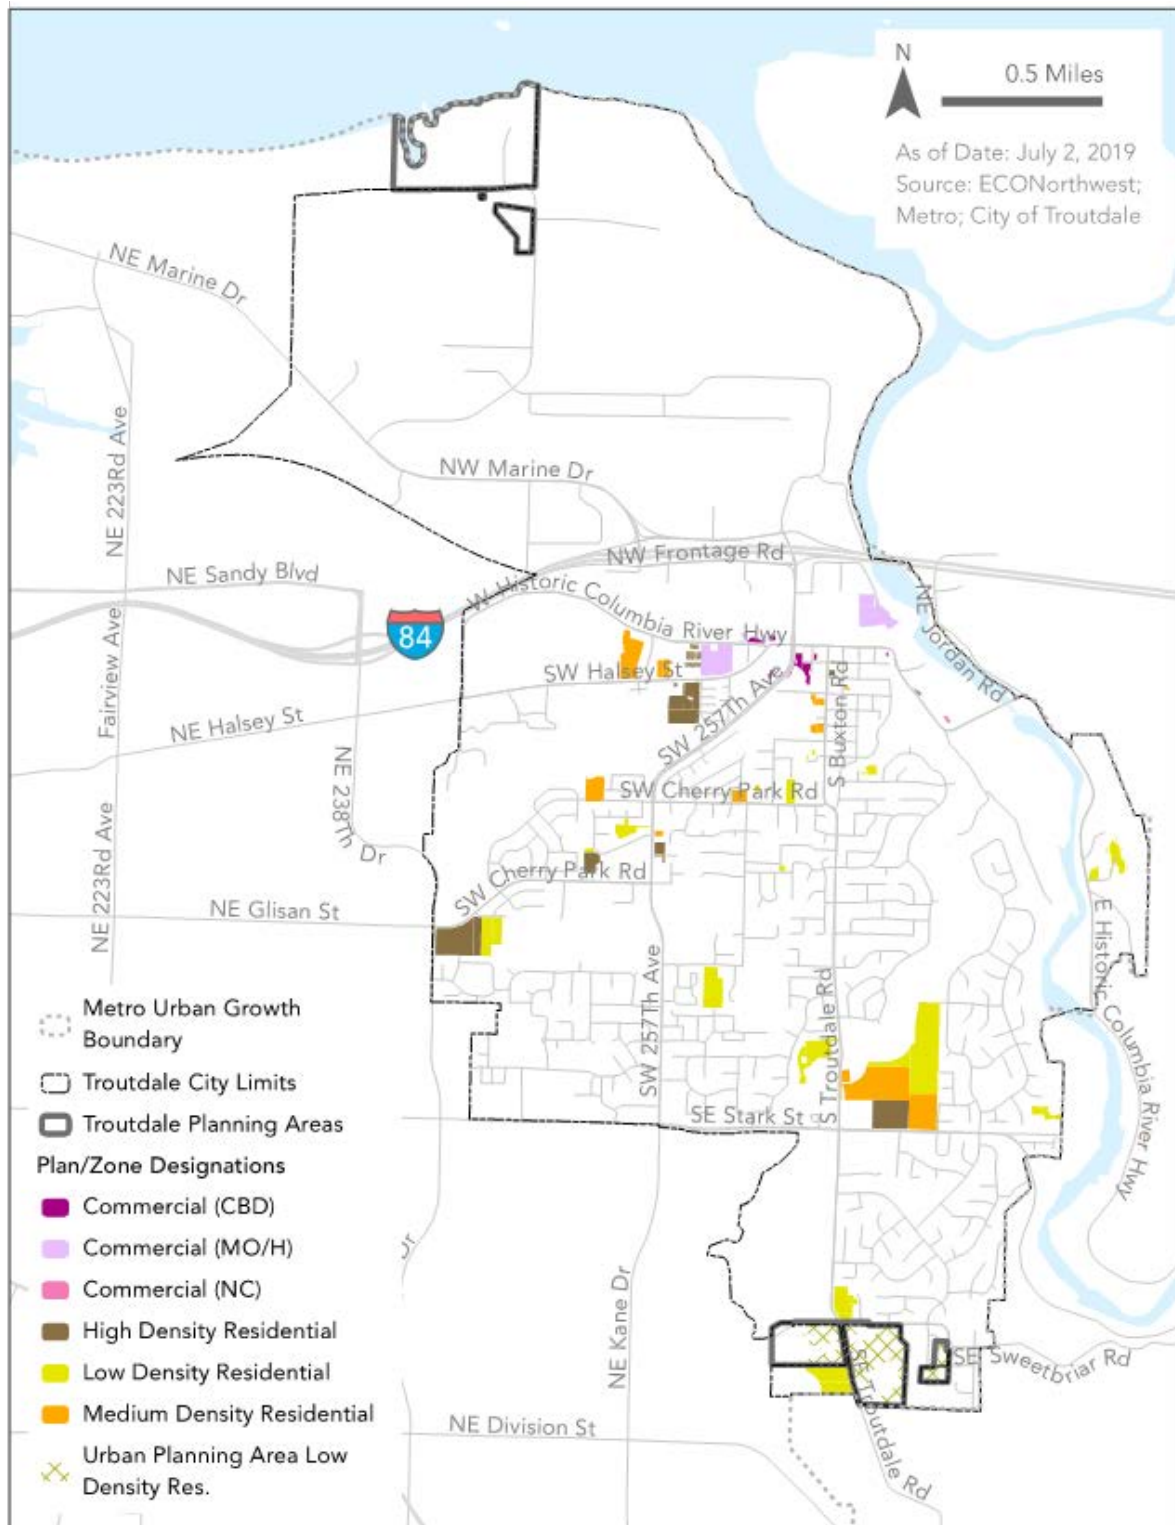 N
0.5 Miles
As of Date: July 2, 2019
Source: ECONorthwest;
Metro; City of Troutdale
NE Marine Dr
NE 223Rd Ave
NW Marine Dr
NW Frontage Rd
NE Sandy Blvd
W Historic Columbia River Hwy
84
NE Jordan Rd
Fairview Ave
SW Halsey St
NE Halsey St
SW 257Th Ave
S Buxton Rd
NE 238Th Dr
SW Cherry Park Rd
NE 223Rd Ave
SW Cherry Park Rd
NE Glisan St
E Historic Columbia River Hwy
SW 257Th Ave
S Troutdale Rd
SE Stark St
Metro Urban Growth
Boundary
Troutdale City Limits
Troutdale Planning Areas
Plan/Zone Designations
Commercial (CBD)
Commercial (MO/H)
Commercial (NC)
High Density Residential
Low Density Residential
Medium Density Residential
Urban Planning Area Low
Density Res.
Dr
NE Kane Dr
SE Sweetbriar Rd
SE Troutdale Rd
NE Division St